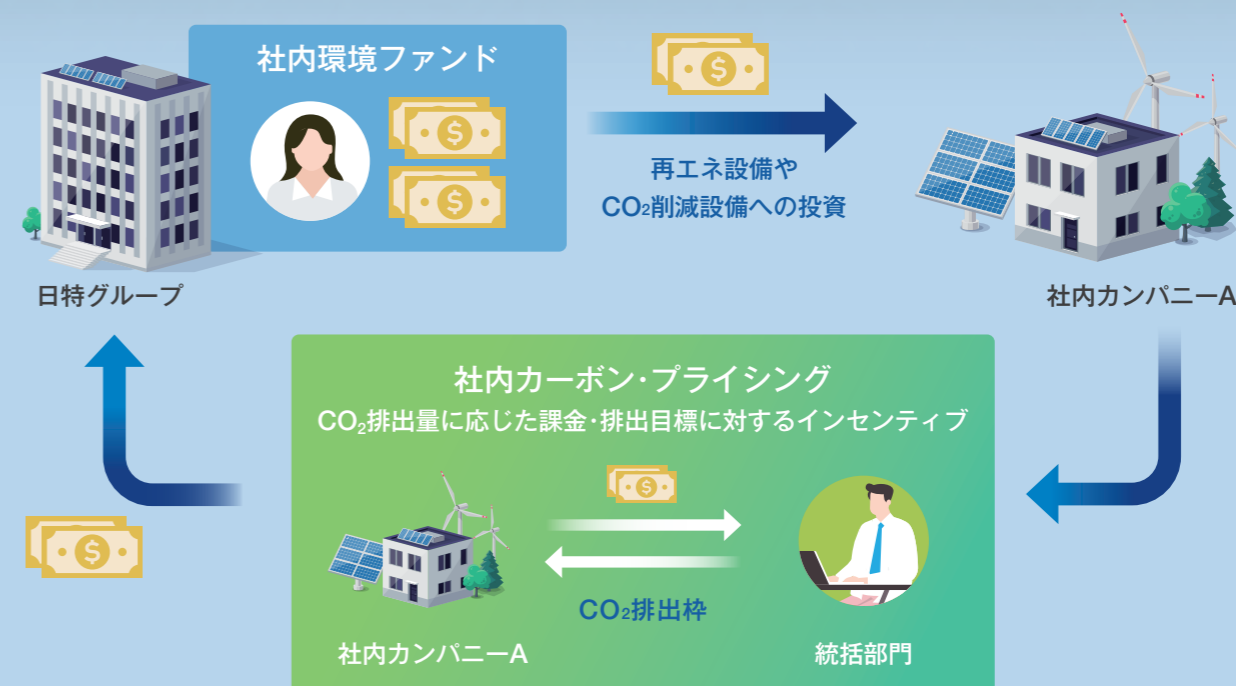 社内環境ファンド
再エネ設備や
CO₂削減設備への投資
日特グループ
社内カンパニーA
社内カーボン・プライシング
CO₂排出量に応じた課金・排出目標に対するインセンティブ
CO₂排出枠
社内カンパニーA
統括部門